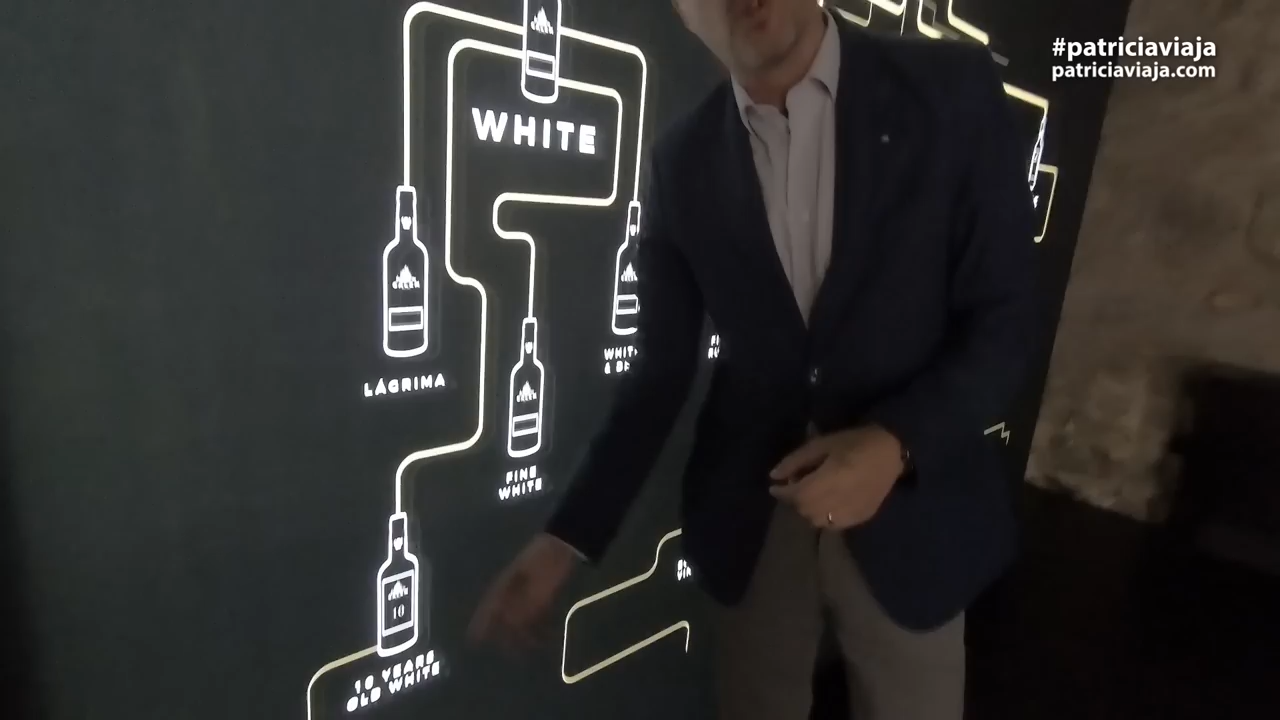 #patriciaviaja
patriciaviaja.com
WHITE
LÁGRIMA
FINE
WHITE
10
10 YEARS
OLD WHITE